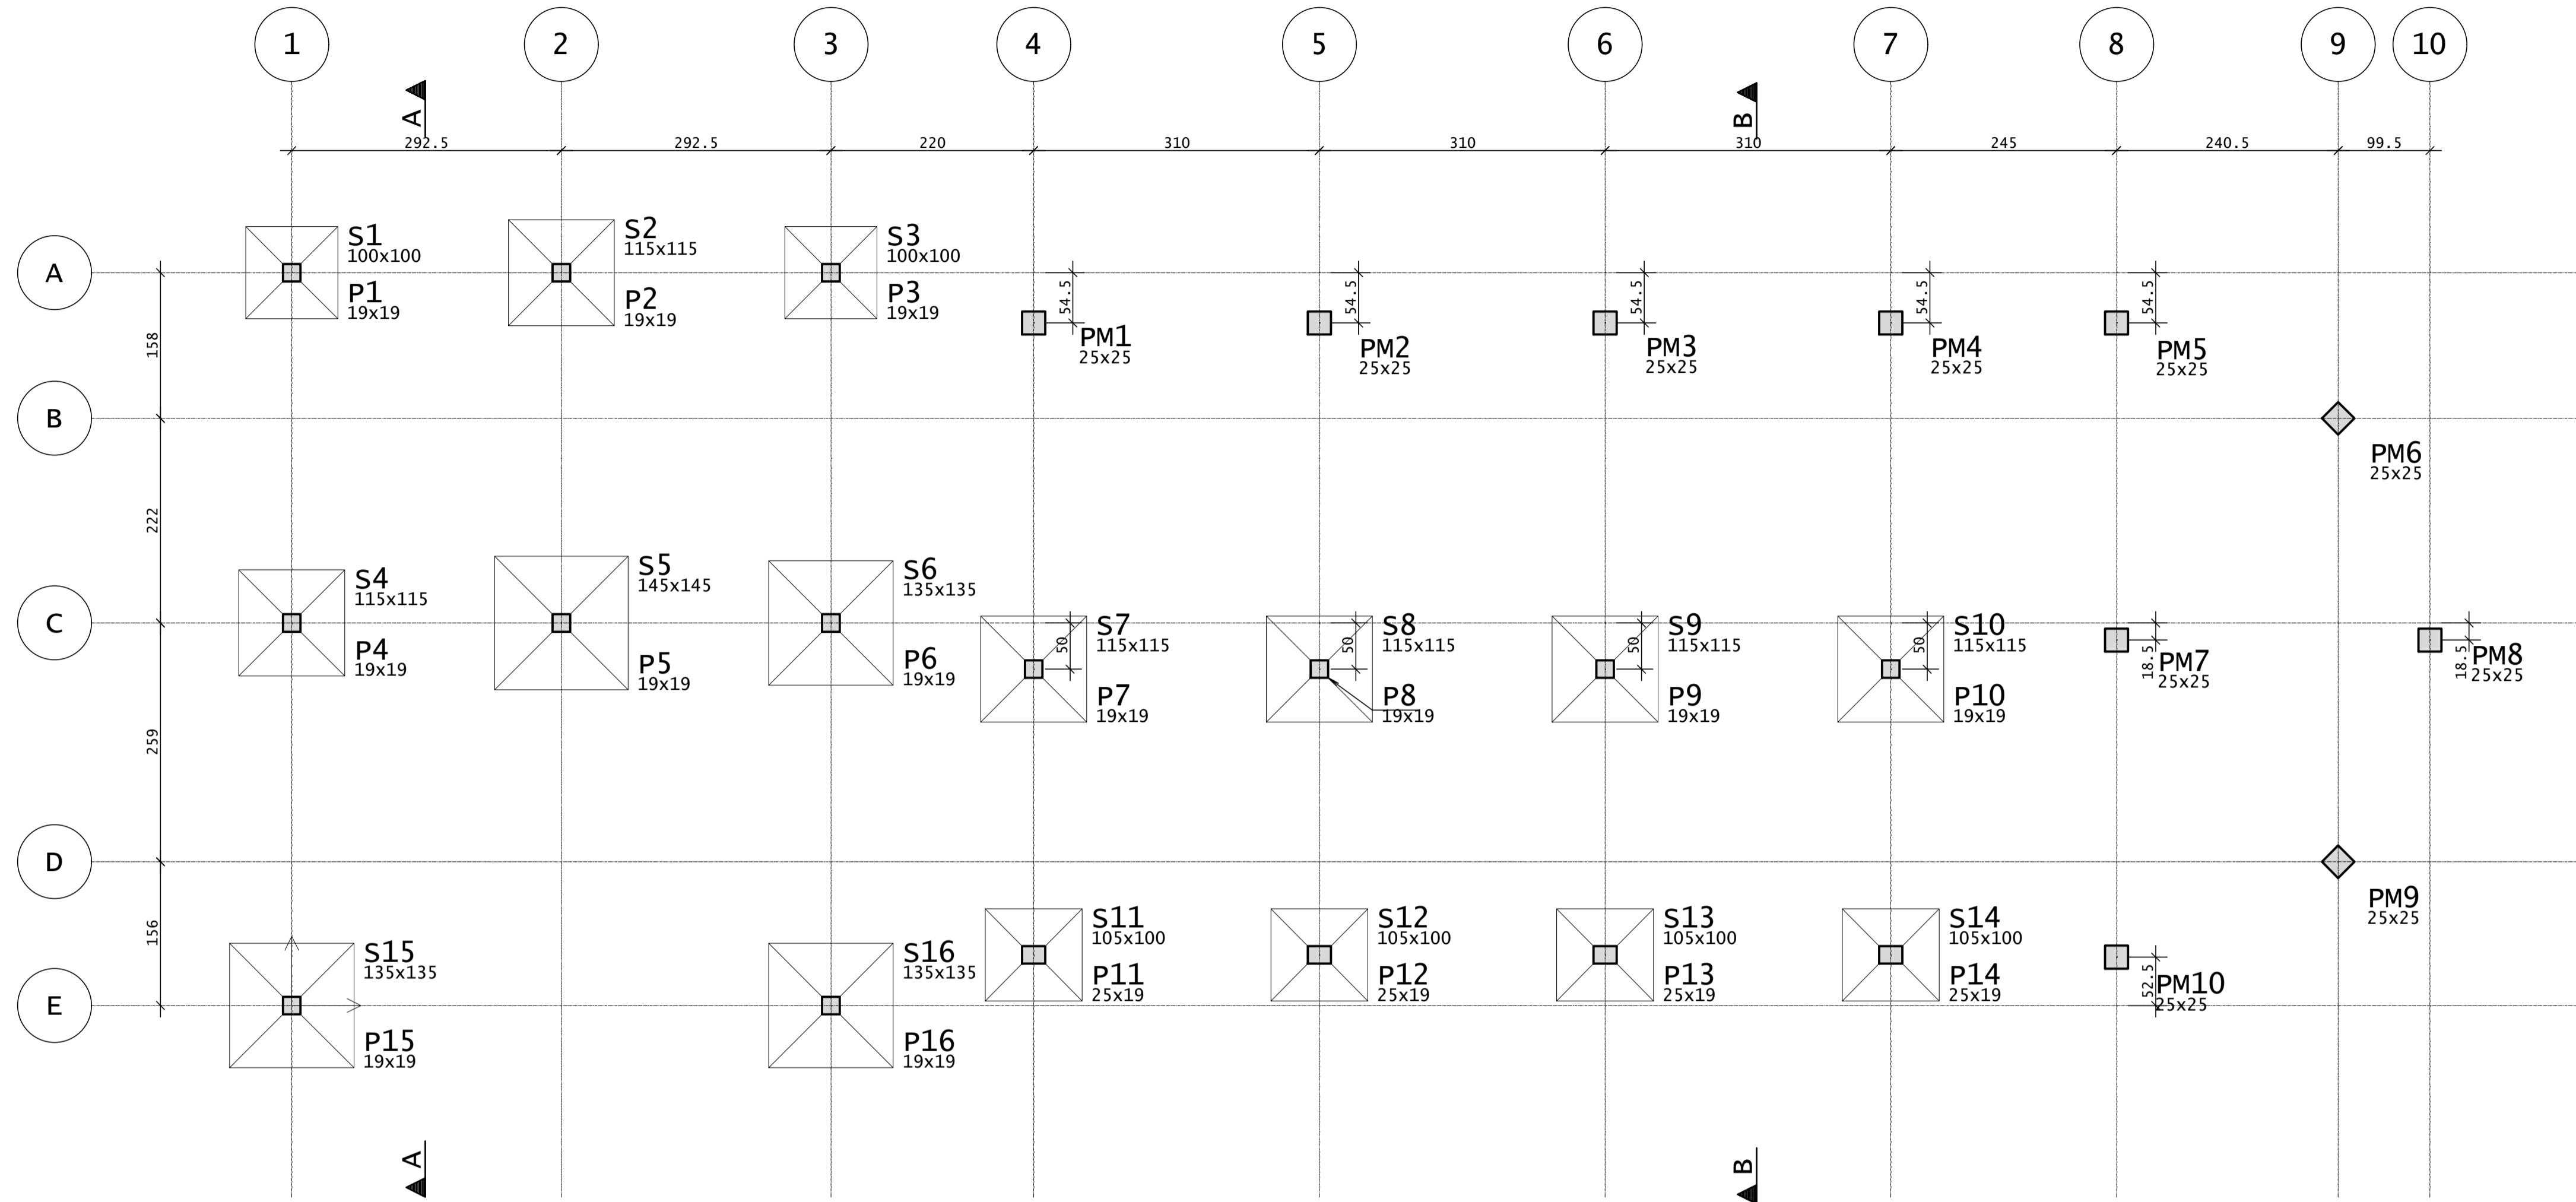 1
2
3
4
5
6
7
8
9
10
A
B
292.5
292.5
220
310
310
310
245
240.5
99.5
A
B
C
D
E
158
222
259
156
S1
100x100
P1
19x19
S2
115x115
P2
19x19
S3
100x100
P3
19x19
54.5
PM1
25x25
54.5
PM2
25x25
54.5
PM3
25x25
54.5
PM4
25x25
54.5
PM5
25x25
PM6
25x25
S4
115x115
P4
19x19
S5
145x145
P5
19x19
S6
135x135
P6
19x19
50
S7
115x115
P7
19x19
50
S8
115x115
P8
19x19
50
S9
115x115
P9
19x19
50
S10
115x115
P10
19x19
18.5
PM7
25x25
18.5
PM8
25x25
PM9
25x25
S15
135x135
P15
19x19
S16
135x135
P16
19x19
S11
105x100
P11
25x19
S12
105x100
P12
25x19
S13
105x100
P13
25x19
S14
105x100
P14
25x19
52.5
PM10
25x25
A
B